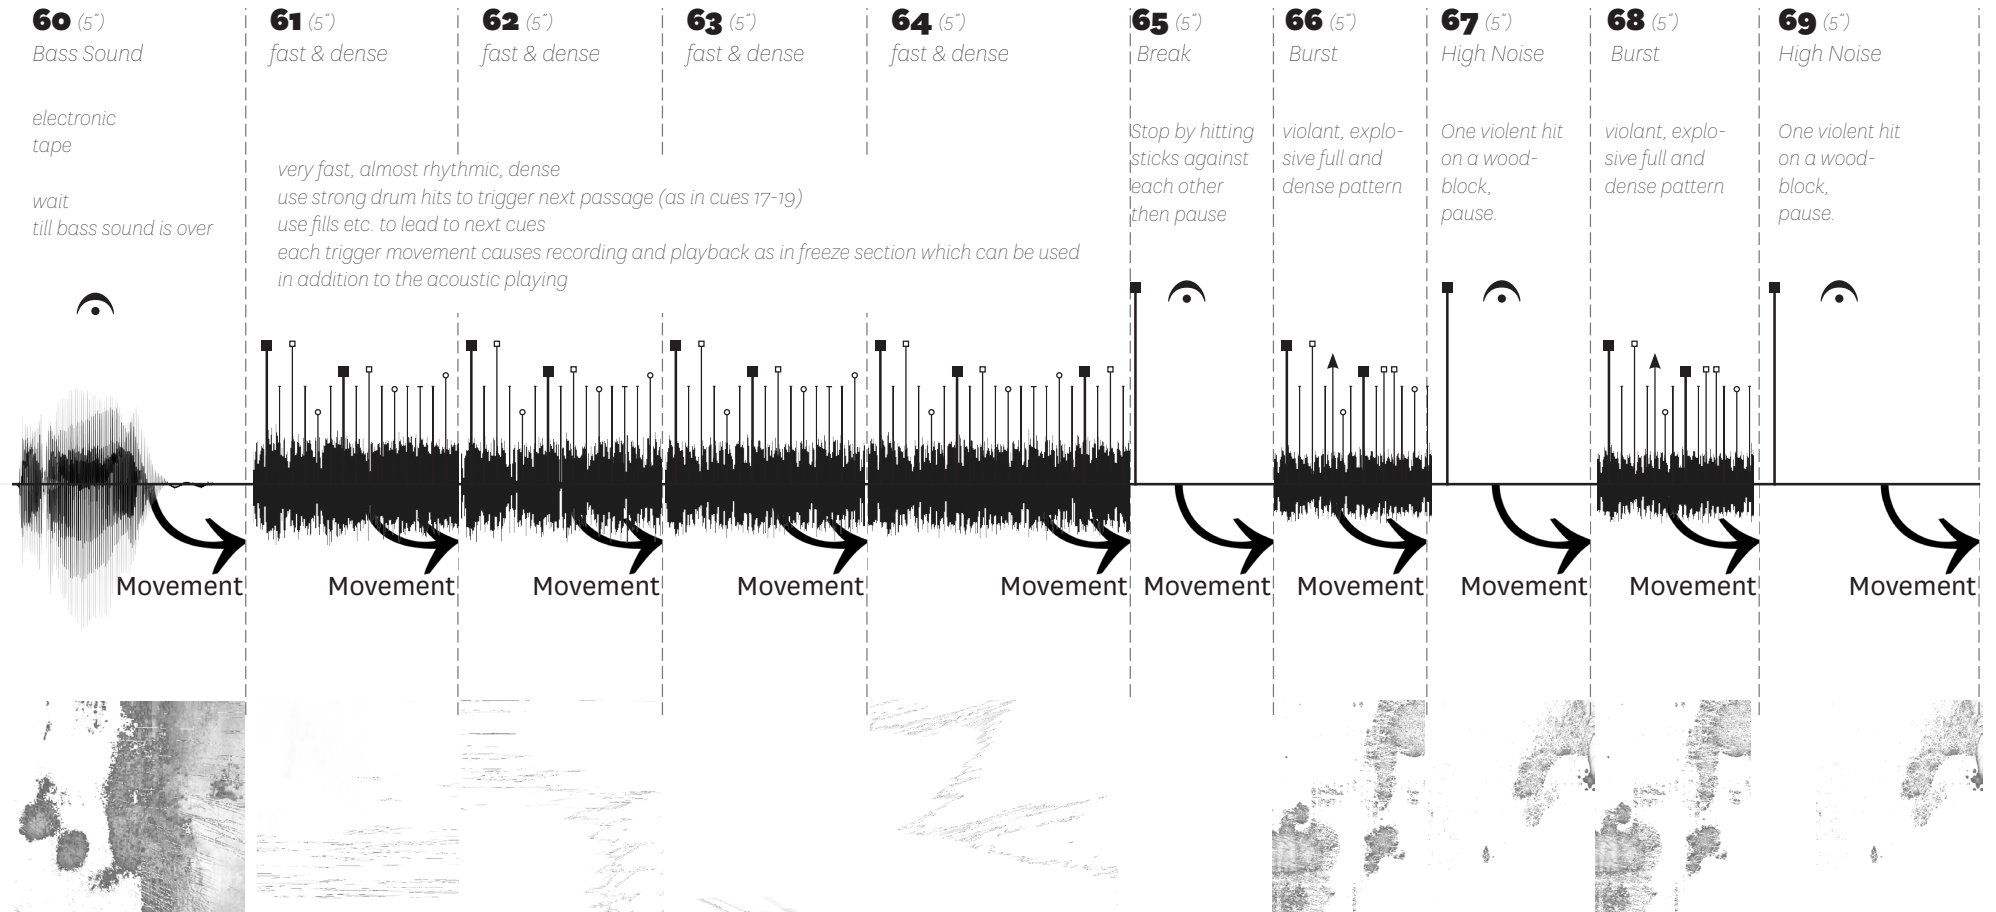 60 (5“)
Bass Sound
electronic
tape
wait
till bass sound is over
61 (5“)
fast & dense
62 (5“)
fast & dense
63 (5“)
fast & dense
64 (5“)
fast & dense
very fast, almost rhythmic, dense
use strong drum hits to trigger next passage (as in cues 17-19)
use fills etc. to lead to next cues
each trigger movement causes recording and playback as in freeze section which can be used
in addition to the acoustic playing
65 (5“)
Break
Stop by hitting
sticks against
each other
then pause
66 (5“)
Burst
violant, explo-
sive full and
dense pattern
67 (5“)
High Noise
One violent hit
on a wood-
block,
pause.
68 (5“)
Burst
violant, explo-
sive full and
dense pattern
69 (5“)
High Noise
One violent hit
on a wood-
block,
pause.
Movement
Movement
Movement
Movement
Movement
Movement
Movement
Movement
Movement
Movement